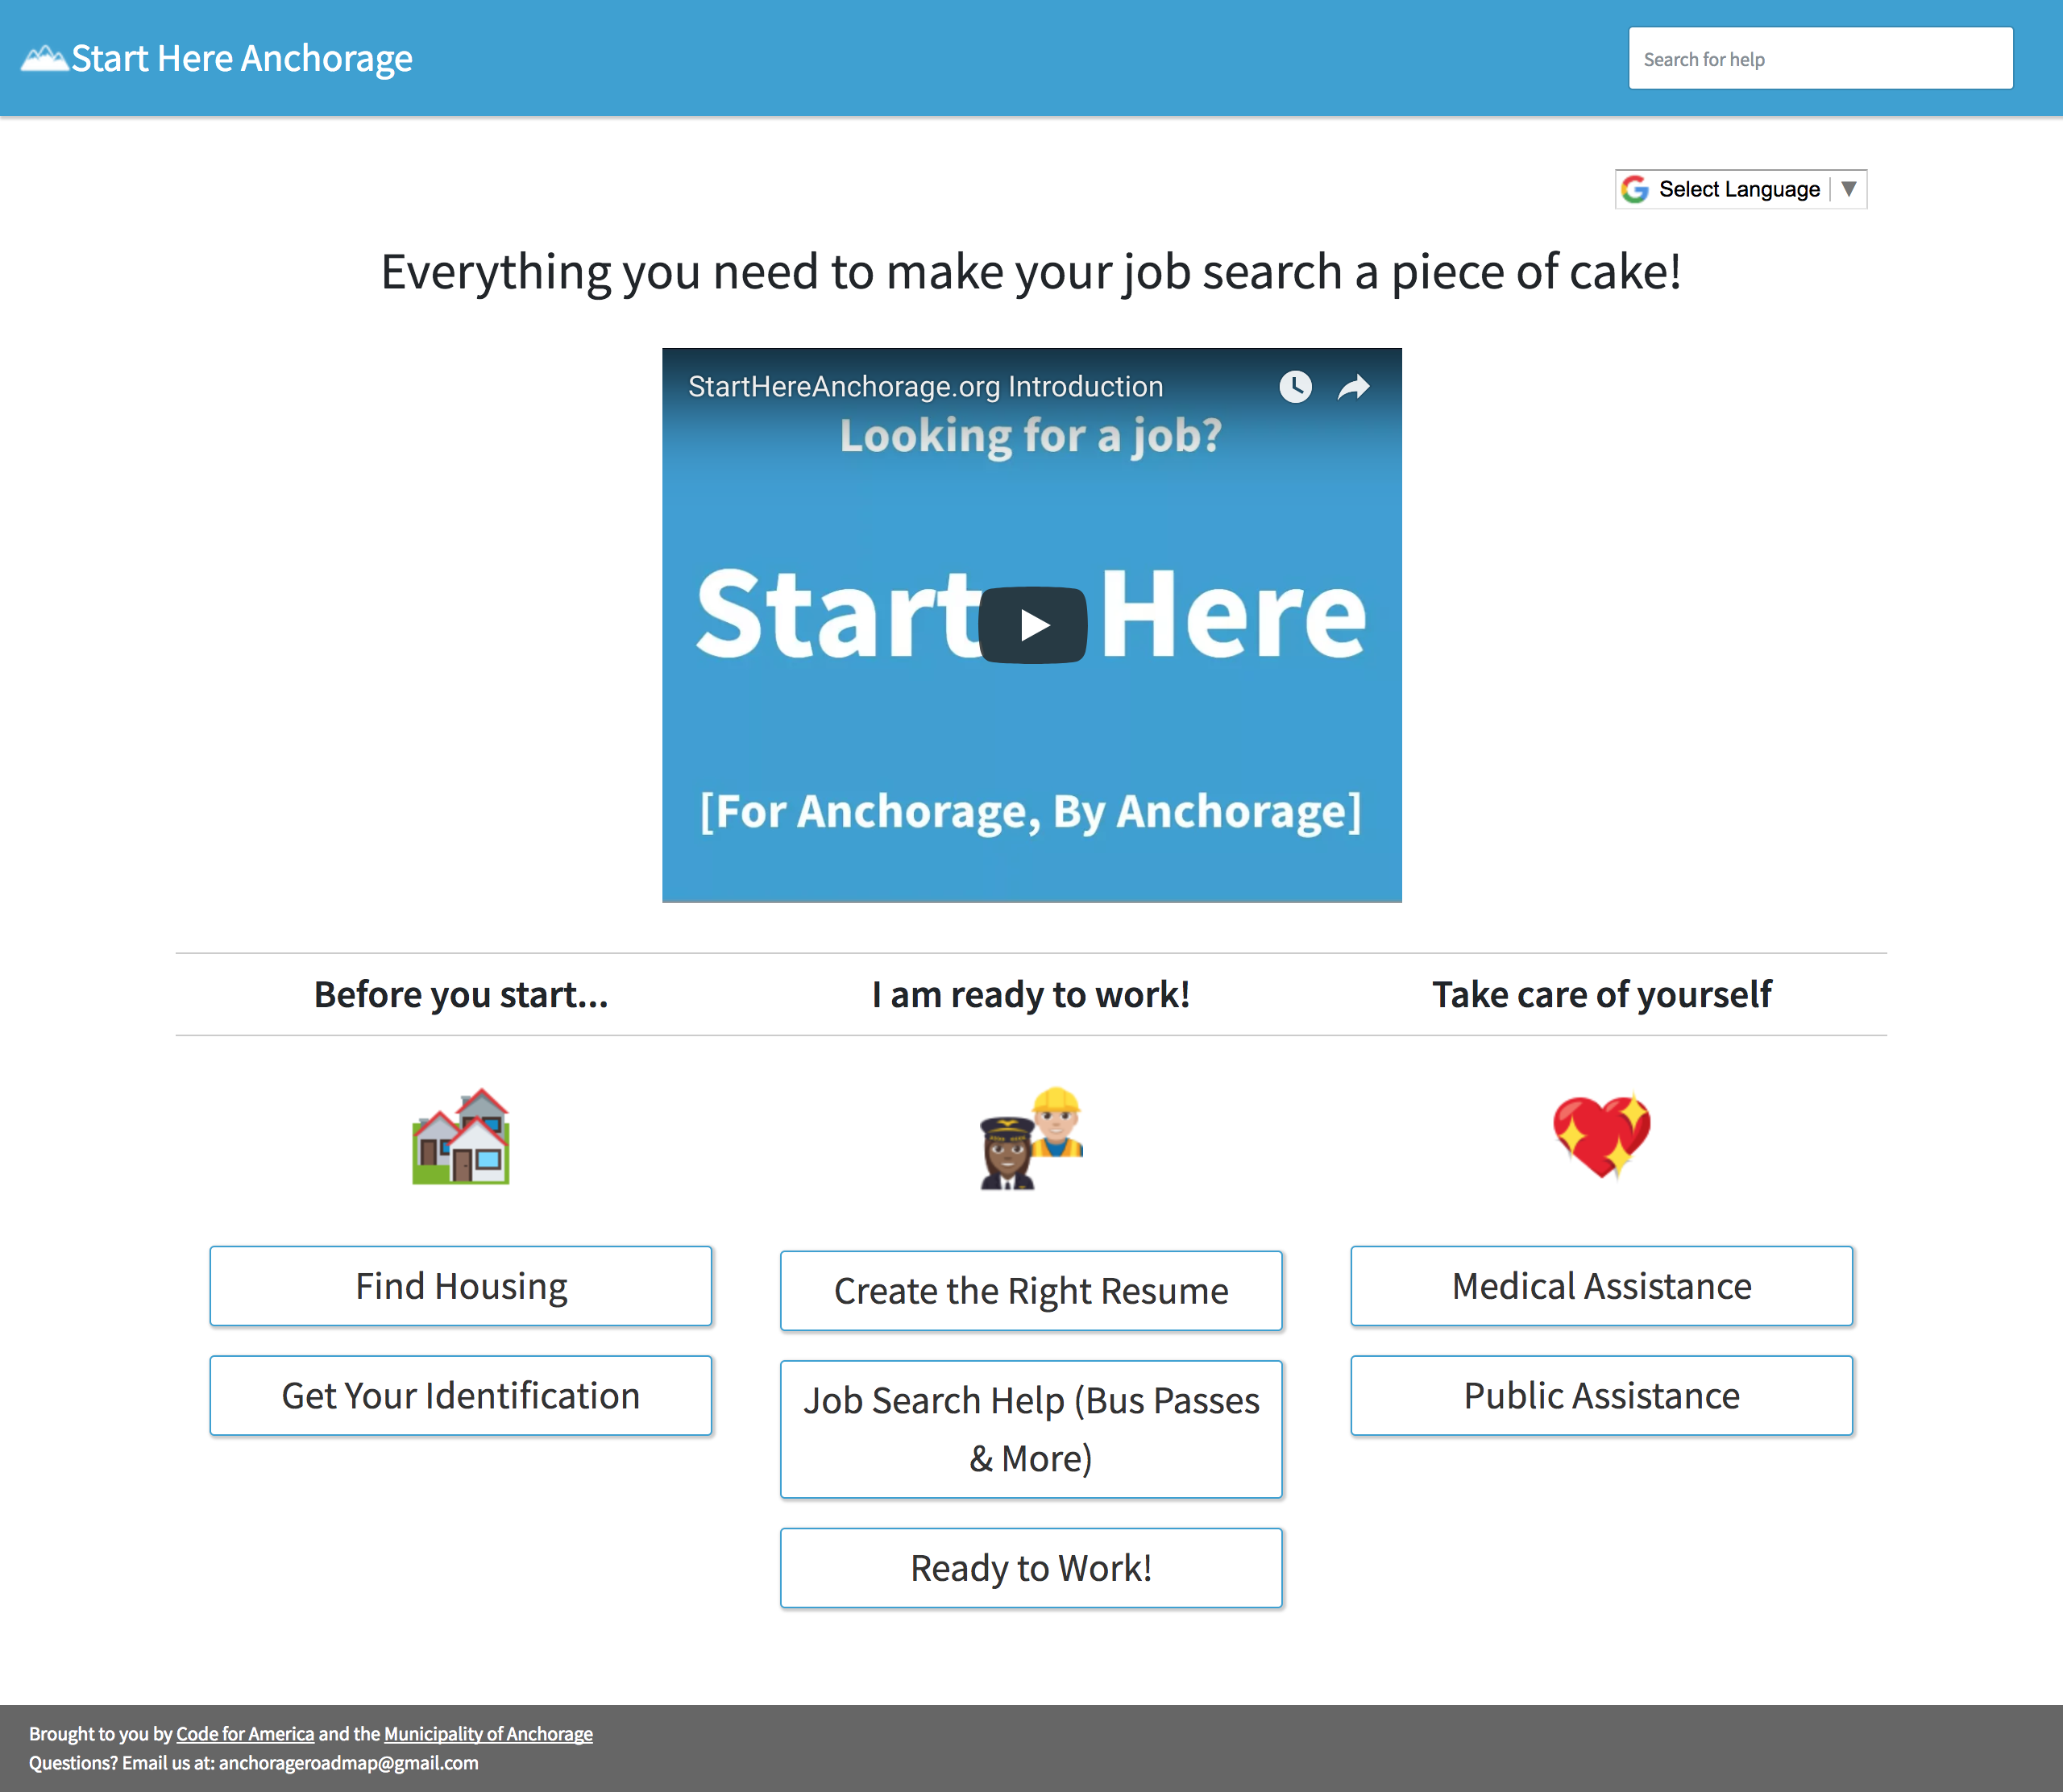 Start Here Anchorage
Search for help
Select Language
Everything you need to make your job search a piece of cake!
StartHereAnchorage.org Introduction
Looking for a job?
Start Here
[For Anchorage, By Anchorage]
Before you start...
I am ready to work!
Take care of yourself
Find Housing
Get Your Identification
Create the Right Resume
Job Search Help (Bus Passes
& More)
Ready to Work!
Medical Assistance
Public Assistance
Brought to you by Code for America and the Municipality of Anchorage
Questions? Email us at: anchorageroadmap@gmail.com